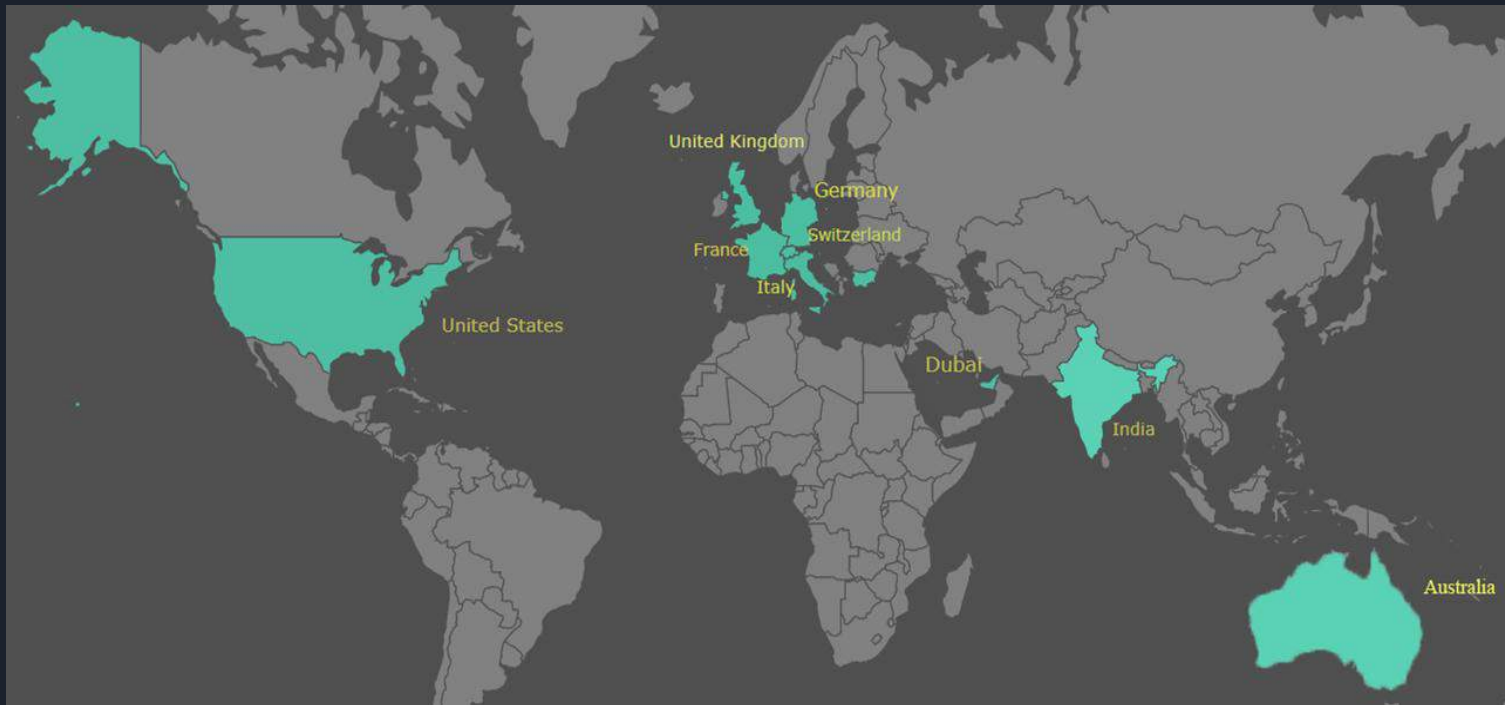 United Kingdom
Germany
Switzerland
France
Italy
United States
Dubai
India
Australia